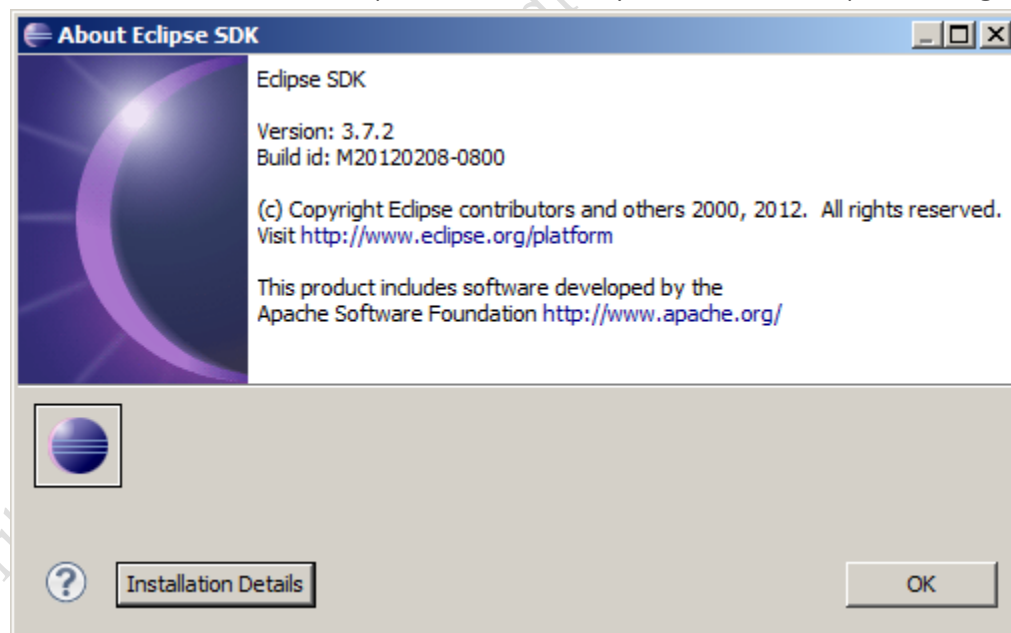 About Eclipse SDK
Eclipse SDK
Version: 3.7.2
Build id: M20120208-0800
(c) Copyright Eclipse contributors and others 2000, 2012.  All rights reserved.
Visit http://www.eclipse.org/platform
This product includes software developed by the
Apache Software Foundation http://www.apache.org/
?
Installation Details
OK